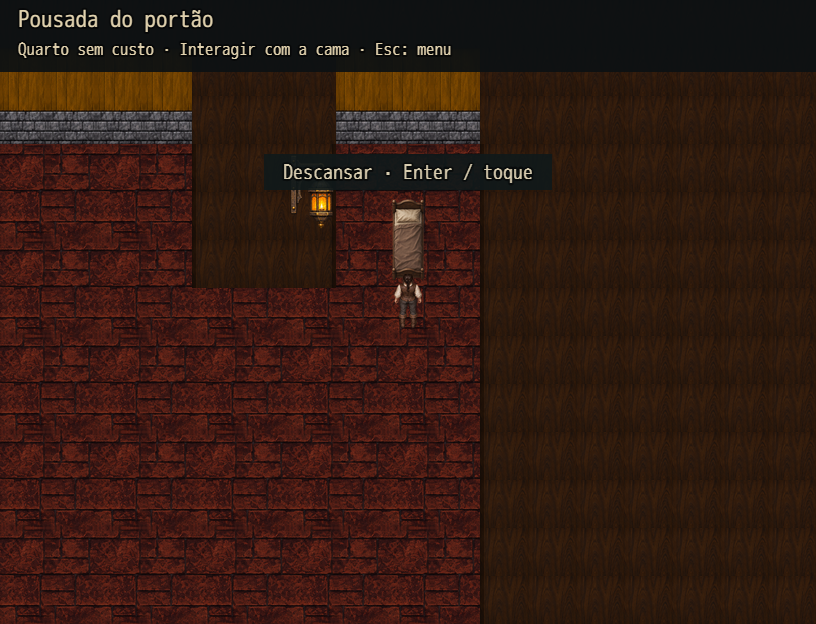 Pousada do portão
Quarto sem custo · Interagir com a cama · Esc: menu
Descansar · Enter / toque